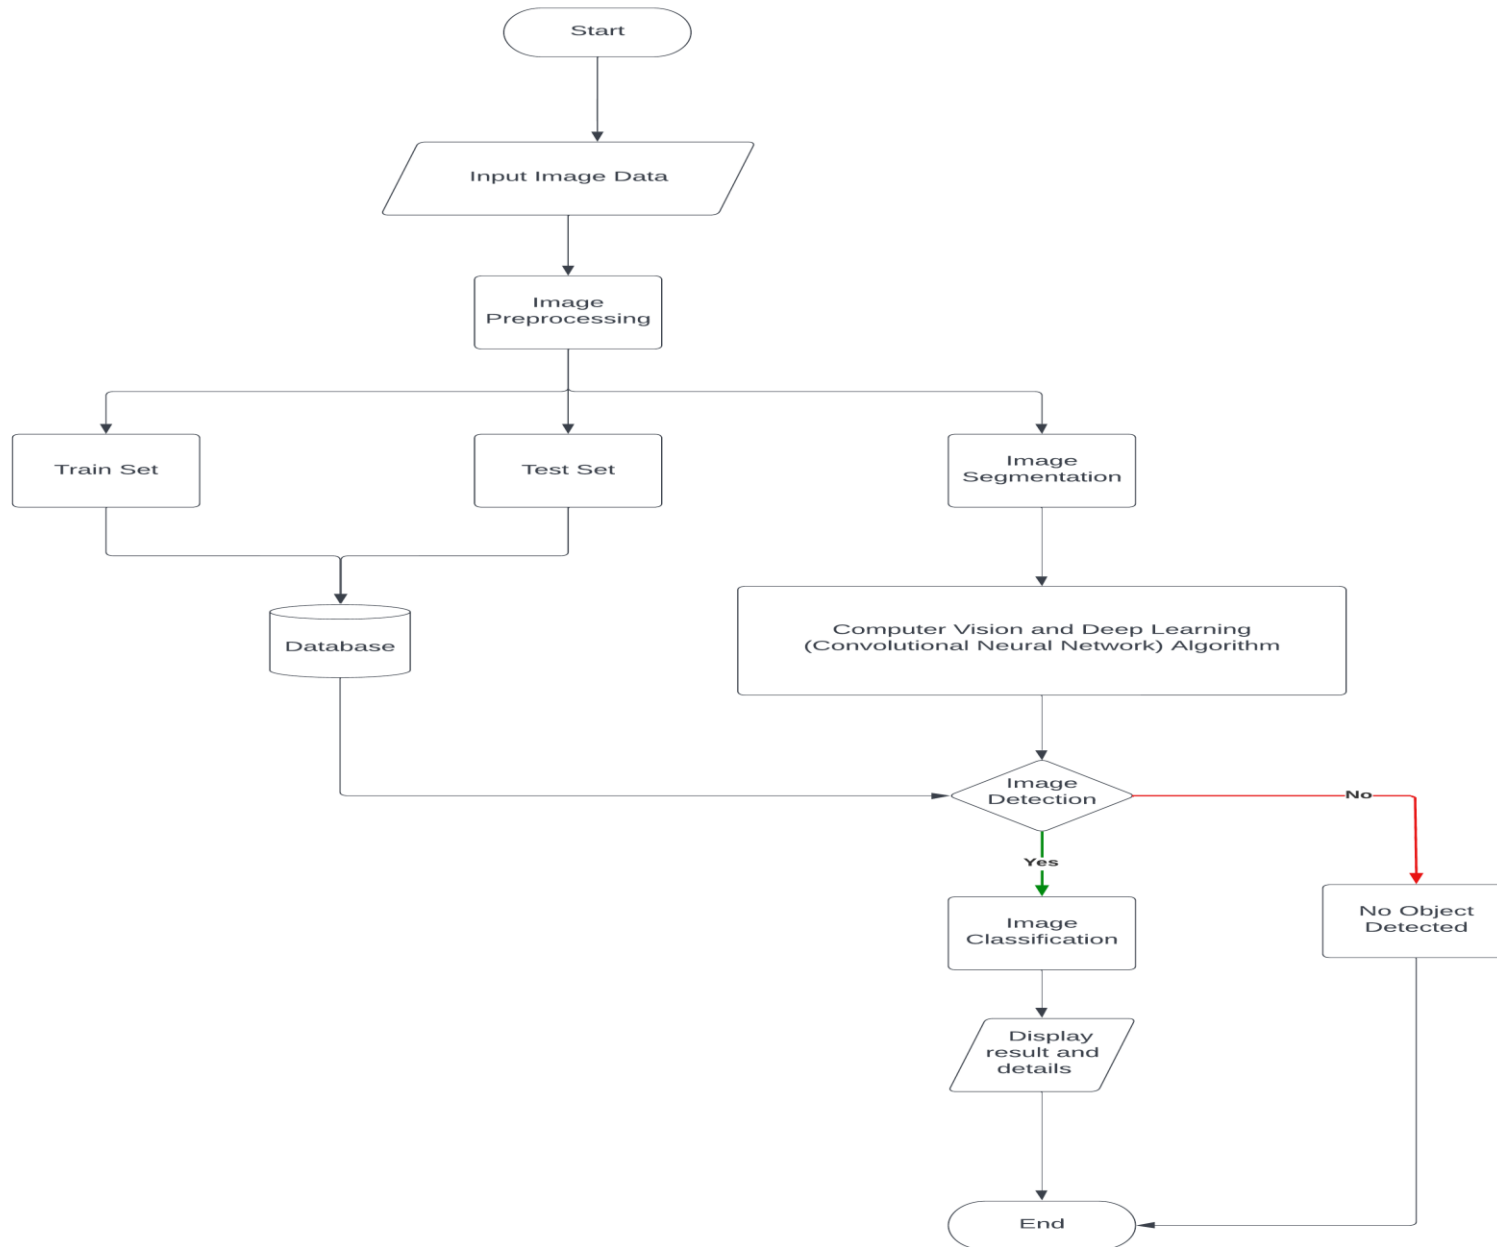 Start
Input Image Data
Image
Preprocessing
Train Set
Test Set
Image
Segmentation
Database
Computer Vision and Deep Learning
(Convolutional Neural Network) Algorithm
Image
Detection
No
Yes
Image
Classification
No Object
Detected
Display
result and
details
End